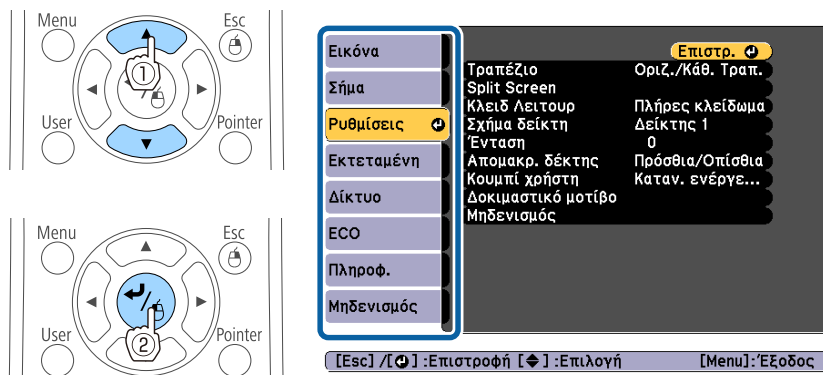 Menu
Esc
①
User
Pointer
Menu
Esc
User
②
Pointer
Εικόνα
Σήμα
Ρυθμίσεις
Εκτεταμένη
Δίκτυο
ECO
Πληροφ.
Μηδενισμός
Επιστρ.
Τραπέζιο Οριζ./Κάθ. Τραπ.
Split Screen
Κλειδ Λειτουρ Πλήρες κλείδωμα
Σχήμα δείκτη Δείκτης 1
Ένταση 0
Απομακρ. δέκτης Πρόσθια/Οπίσθια
Κουμπί χρήστη Καταν. ενέργε...
Δοκιμαστικό μοτίβο
Μηδενισμός
[Esc] /[ ] :Επιστροφή [ ] :Επιλογή [Menu]:Έξοδος